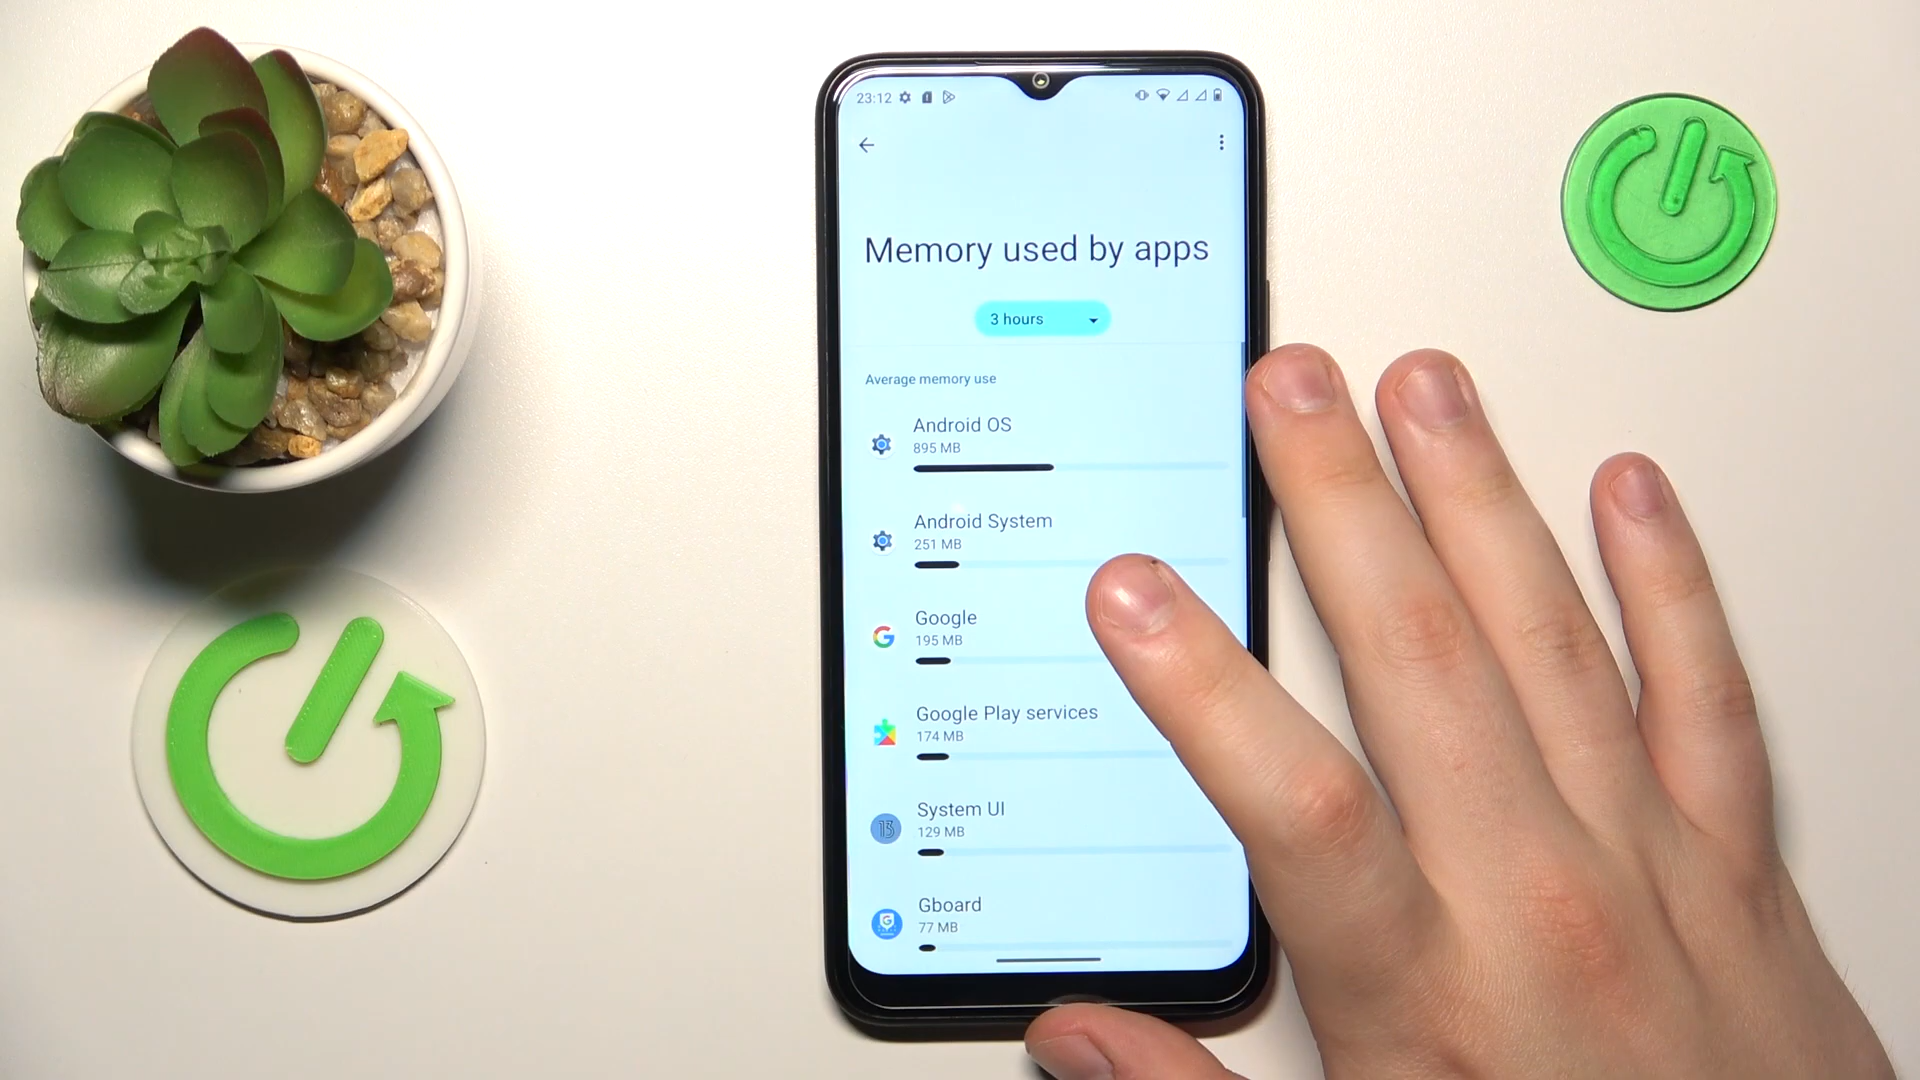 23:12
Memory used by apps
3 hours
Average memory use
Android OS
895 MB
Android System
251 MB
Google
195 MB
Google Play services
174 MB
System UI
129 MB
Gboard
77 MB